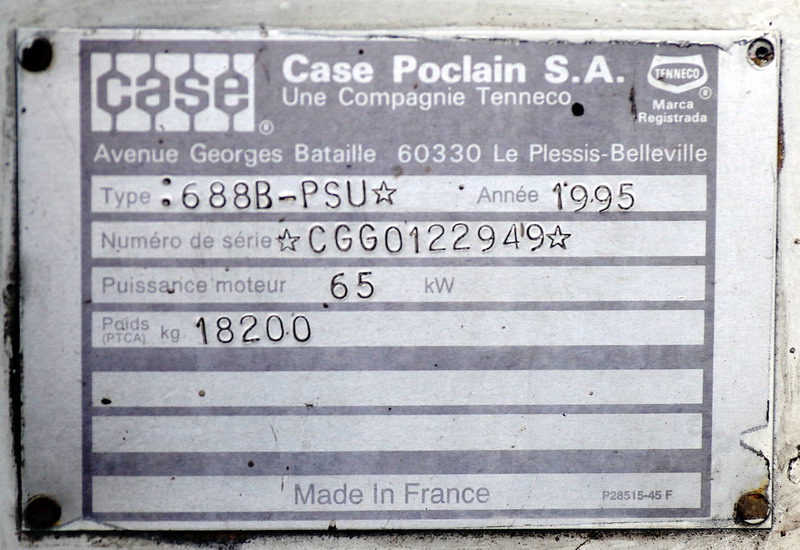 case ®
Case Poclain S.A.
Une Compagnie Tenneco
TENNECO ®
Marca
Registrada
Avenue Georges Bataille 60330 Le Plessis-Belleville
Type :688B-PSU☆ Année 1995
Numéro de série ☆CGG0122949☆
Puissance moteur 65 kW
Poids (PTCA) kg 18200
Made In France P28515-45 F